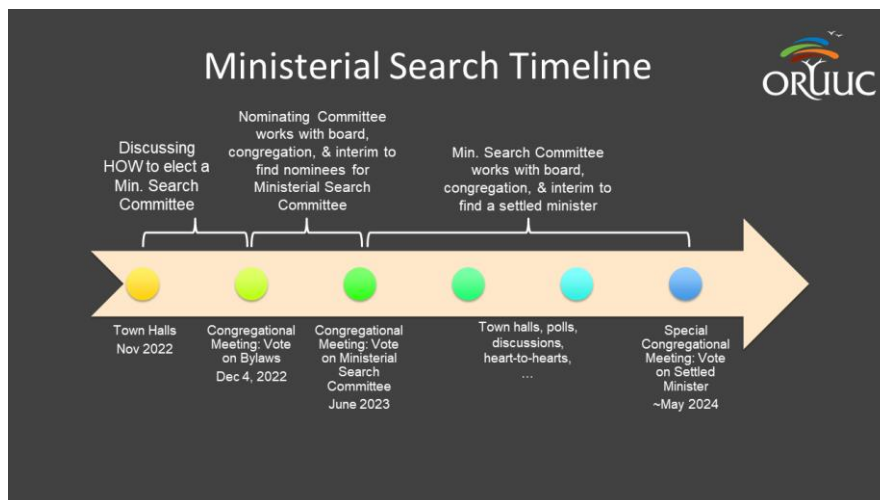 Ministerial Search Timeline
ORUUC
Discussing
HOW to elect a
Min. Search
Committee
Nominating Committee
works with board,
congregation, & interim to
find nominees for
Ministerial Search
Committee
Min. Search Committee
works with board,
congregation, & interim to
find a settled minister
Town Halls
Nov 2022
Congregational
Meeting: Vote
on Bylaws
Dec 4, 2022
Congregational
Meeting: Vote
on Ministerial
Search
Committee
June 2023
Town halls, polls,
discussions,
heart-to-hearts,
...
Special
Congregational
Meeting: Vote
on Settled
Minister
~May 2024